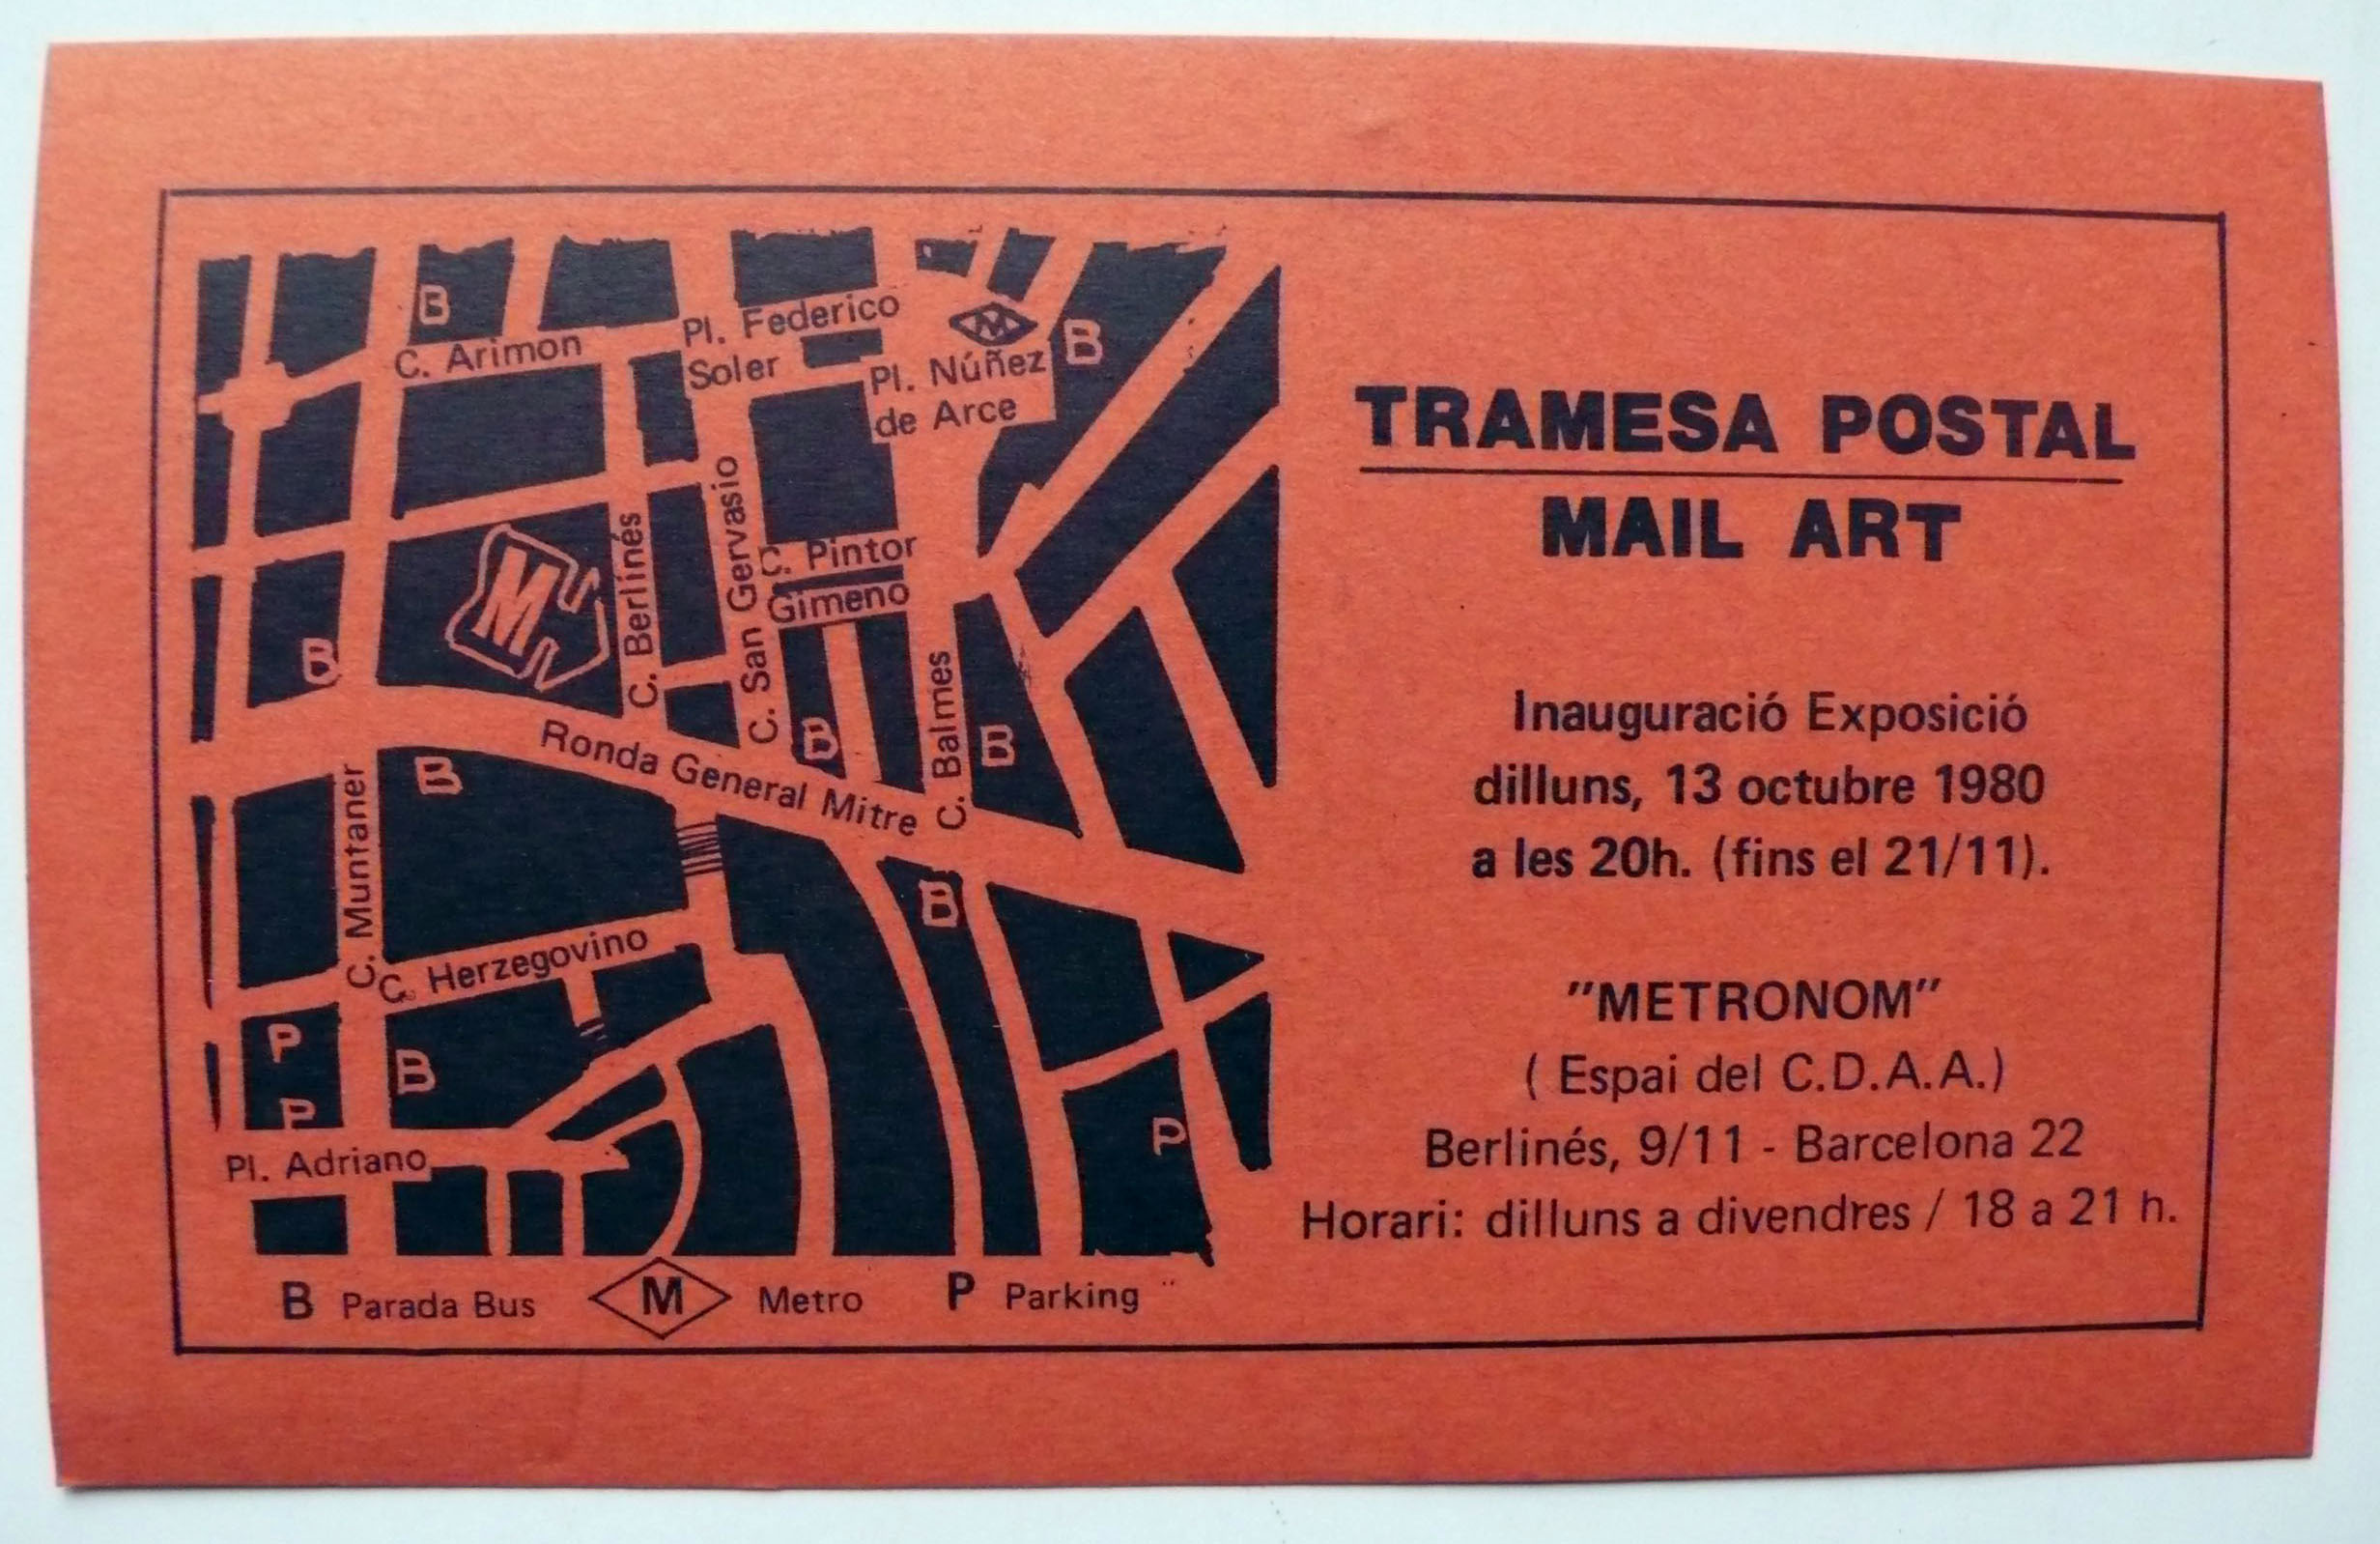 B
C. Arimon
Pl. Federico
Soler
M
B
Pl. Núñez
de Arce
M
C. Berlínés
C. San Gervasio
C. Pintor
Gimeno
B
B
C. Balmes
B
Ronda General Mitre
B
C. Muntaner
B
C. Herzegovino
P
B
P
P
Pl. Adriano
B Parada Bus M Metro P Parking
TRAMESA POSTAL
MAIL ART
Inauguració Exposició
dilluns, 13 octubre 1980
a les 20h. (fins el 21/11).
"METRONOM"
( Espai del C.D.A.A.)
Berlinés, 9/11 - Barcelona 22
Horari: dilluns a divendres / 18 a 21 h.